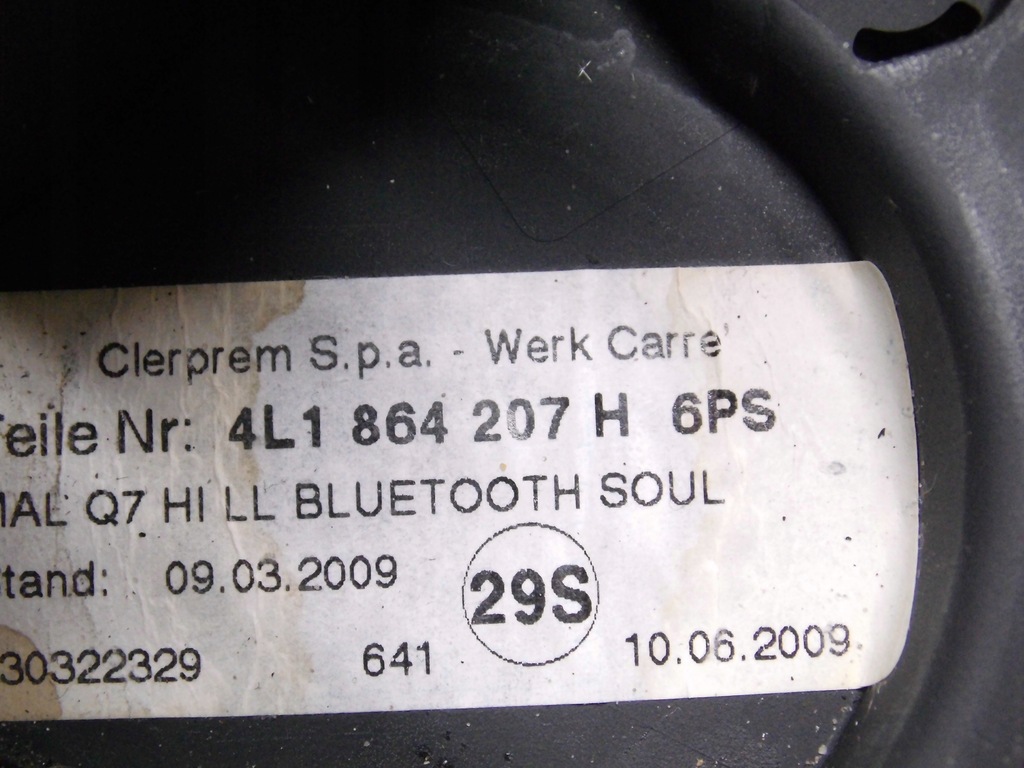 Clerprem S.p.a. - Werk Carre'
Teile Nr: 4L1 864 207 H 6PS
Q7 HI LL BLUETOOTH SOUL
tand: 09.03.2009
29S
30322329 641 10.06.2009